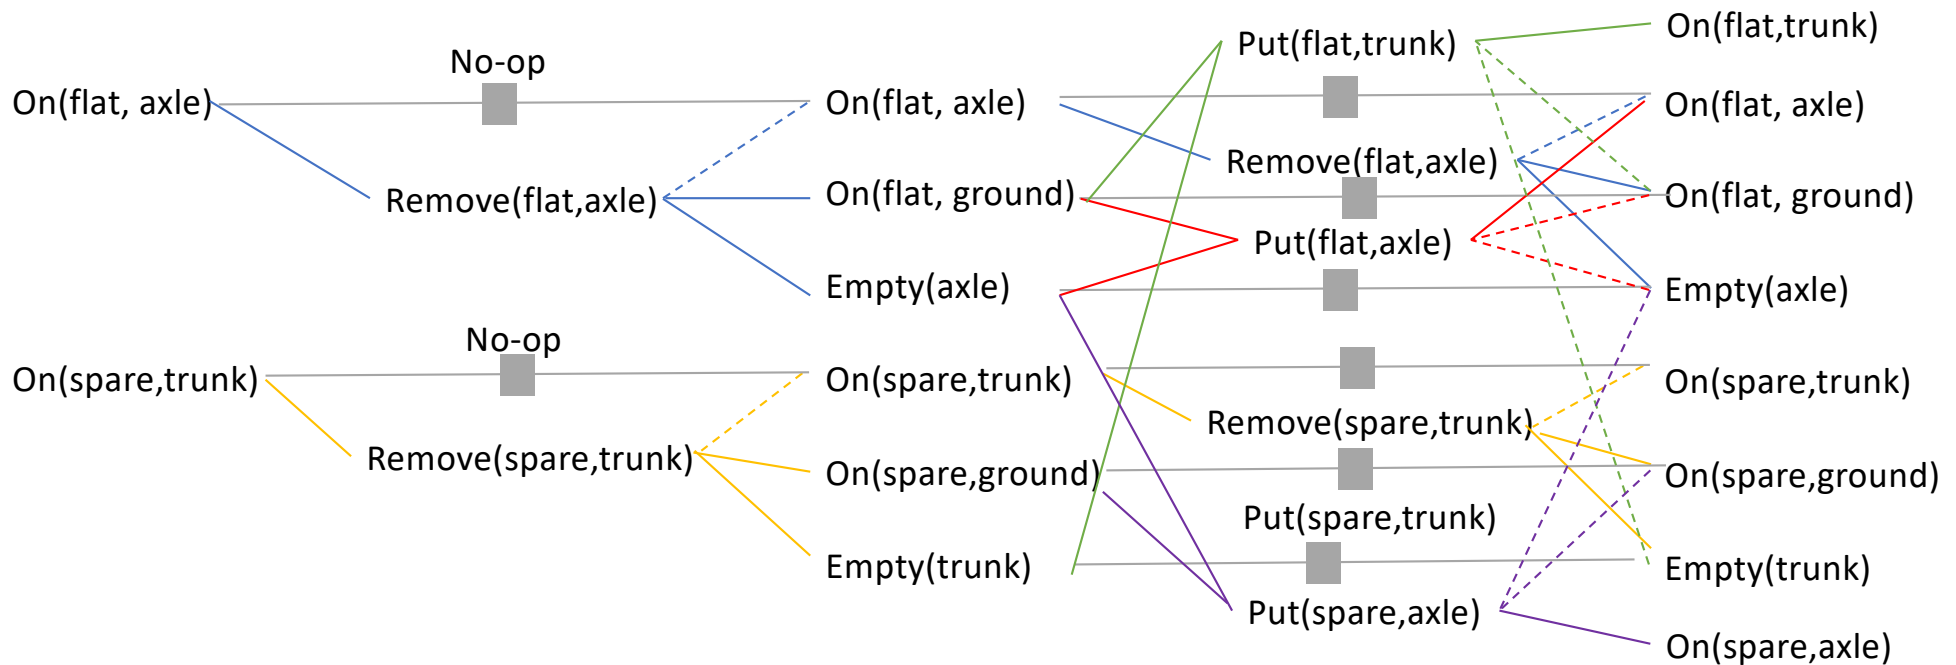 No-op
On(flat, axle)
Remove(flat,axle)
No-op
On(spare,trunk)
Remove(spare,trunk)
On(flat, axle)
On(flat, ground)
Empty(axle)
On(spare,trunk)
On(spare,ground)
Empty(trunk)
Put(flat,trunk)
Remove(flat,axle)
Put(flat,axle)
Remove(spare,trunk)
Put(spare,trunk)
Put(spare,axle)
On(flat,trunk)
On(flat, axle)
On(flat, ground)
Empty(axle)
On(spare,trunk)
On(spare,ground)
Empty(trunk)
On(spare,axle)